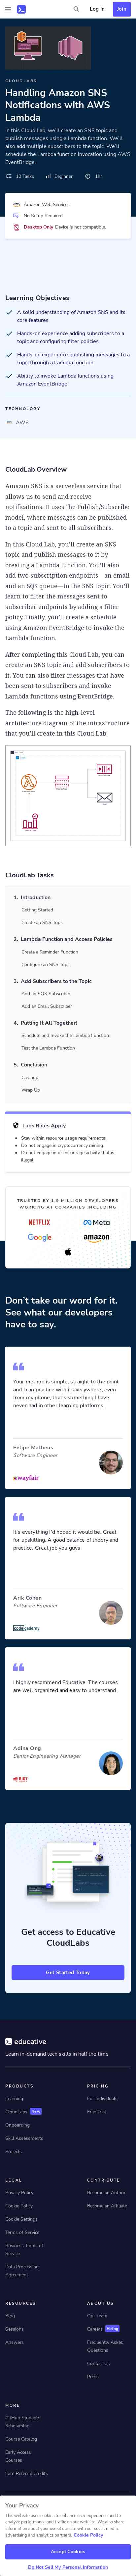 Log In
Join
CLOUDLABS
Handling Amazon SNS
Notifications with AWS
Lambda
In this Cloud Lab, we'll create an SNS topic and
add subscriptions to it. We'll also learn to
schedule the Lambda function invocation using AWS
EventBridge.
10 Tasks
Beginner
1hr
Amazon Web Services
No Setup Required
Desktop Only Device is not compatible.
Learning Objectives
A solid understanding of Amazon SNS and its
core features
Hands-on experience adding subscribers to a
topic and configuring filter policies
Hands-on experience publishing messages to a
topic through a Lambda function
Ability to invoke Lambda functions using
Amazon EventBridge
TECHNOLOGY
AWS
CloudLab Overview
Amazon SNS is a serverless service that
allows us to send and receive
notifications. It uses the Publish/Subscribe
model, where messages can be published
to a topic and sent to all subscribers.
In this Cloud Lab, you'll create an SNS
topic and publish messages to it by
creating a Lambda function. You'll also
add two subscription endpoints—an email
and an SQS queue—to the SNS topic. You'll
learn to filter the messages sent to a
subscriber endpoint by creating a filter
policy. Finally, you'll create a schedule
using Amazon EventBridge to invoke the
Lambda function.
After completing this Cloud Lab, you can
create an SNS topic and add subscribers to
it. You can also filter messages that have
been sent to subscribers and invoke
Lambda functions using EventBridge.
The following is the high-level
architecture diagram of the infrastructure
that you'll create in this Cloud Lab:
CloudLab Tasks
1. Introduction
Getting Started
Create an SNS Topic
2. Lambda Function and Access Policies
Create a Reminder Function
Configure an SNS Topic
3. Add Subscribers to the Topic
Add an SQS Subscriber
Add an Email Subscriber
4. Putting It All Together!
Schedule and Invoke the Lambda Function
Test the Lambda Function
5. Conclusion
Cleanup
Wrap Up
Labs Rules Apply
Stay within resource usage requirements.
Do not engage in cryptocurrency mining.
Do not engage in or encourage activity that is
illegal.
TRUSTED BY 1.9 MILLION DEVELOPERS
WORKING AT COMPANIES INCLUDING
NETFLIX
Meta
Google
amazon
Don't take our word for it.
See what our developers
have to say.
Your method is simple, straight to the point
and I can practice with it everywhere, even
from my phone, that's something I've never
had in other learning platforms.
Felipe Matheus
Software Engineer
wayfair
It's everything I'd hoped it would be. Great
for upskilling. A good balance of theory and
practice. Great job you guys
Arik Cohen
Software Engineer
codecademy
I highly recommend Educative. The courses
are well organized and easy to understand.
Adina Ong
Senior Engineering Manager
Get access to Educative
CloudLabs
Get Started Today
educative
Learn in-demand tech skills in half the time
PRODUCTS
Learning
CloudLabs New
Onboarding
Skill Assessments
Projects
PRICING
For Individuals
Free Trial
LEGAL
Privacy Policy
Cookie Policy
Cookie Settings
Terms of Service
Business Terms of
Service
Data Processing
Agreement
CONTRIBUTE
Become an Author
Become an Affiliate
RESOURCES
Blog
Sessions
Answers
ABOUT US
Our Team
Careers Hiring
Frequently Asked
Questions
Contact Us
Press
MORE
GitHub Students
Scholarship
Course Catalog
Early Access
Courses
Earn Referral Credits
Your Privacy
We use cookies to enhance your user experience and to
analyze performance and traffic on our website. We also
share information about your use of our site with our social
media, advertising and analytics partners. Cookie Policy
Accept Cookies
Do Not Sell My Personal Information